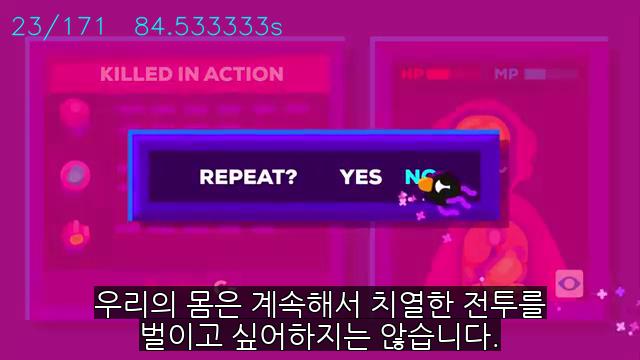 23/171 84.533333s
KILLED IN ACTION
HP MP
REPEAT? YES NO
우리의 몸은 계속해서 치열한 전투를
벌이고 싶어하지는 않습니다.